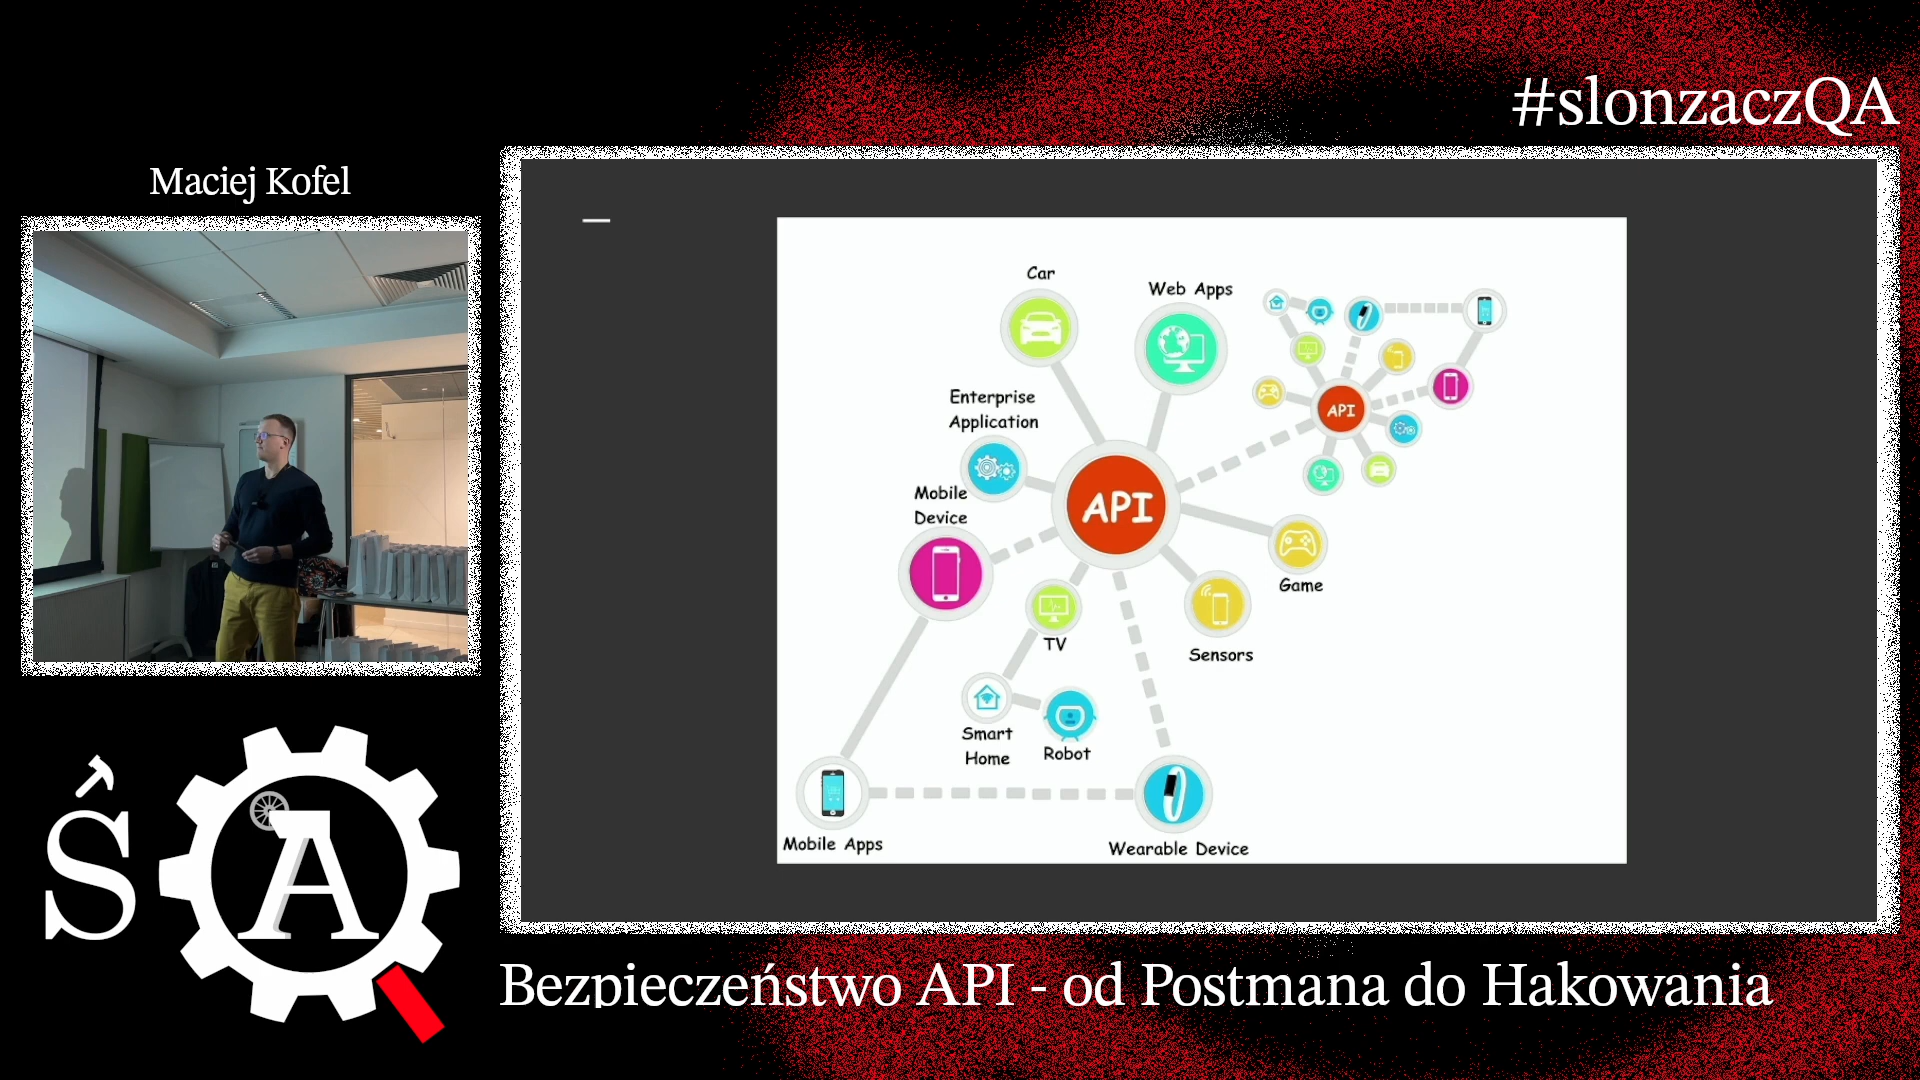 #slonzaczQA
Maciej Kofel
Car
Web Apps
Enterprise
Application
API
Mobile
Device
API
Game
TV
Sensors
Smart
Home
Robot
Mobile Apps
Wearable Device
ŚA
Bezpieczeństwo API - od Postmana do Hakowania